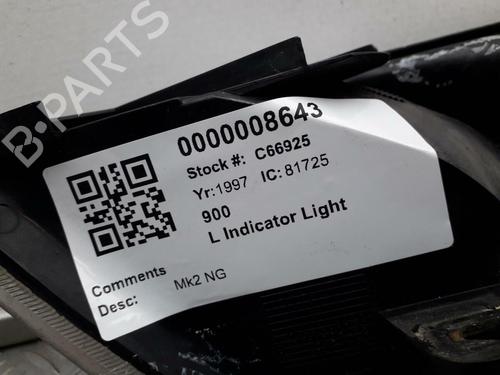 B-PARTS
0000008643
Stock #: C66925
Yr:1997 IC: 81725
900
L Indicator Light
Comments
Desc: Mk2 NG